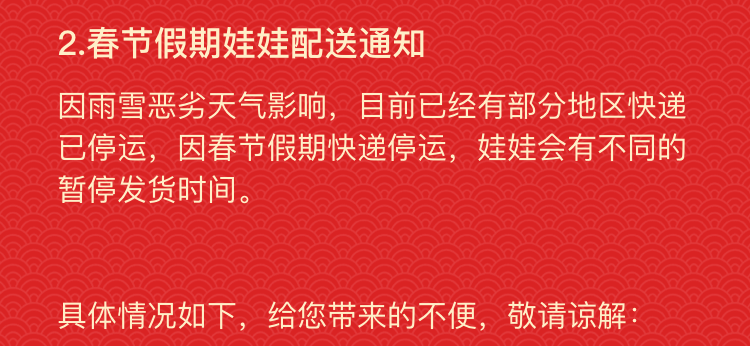 2.春节假期娃娃配送通知
因雨雪恶劣天气影响，目前已经有部分地区快递
已停运，因春节假期快递停运，娃娃会有不同的
暂停发货时间。
具体情况如下，给您带来的不便，敬请谅解：